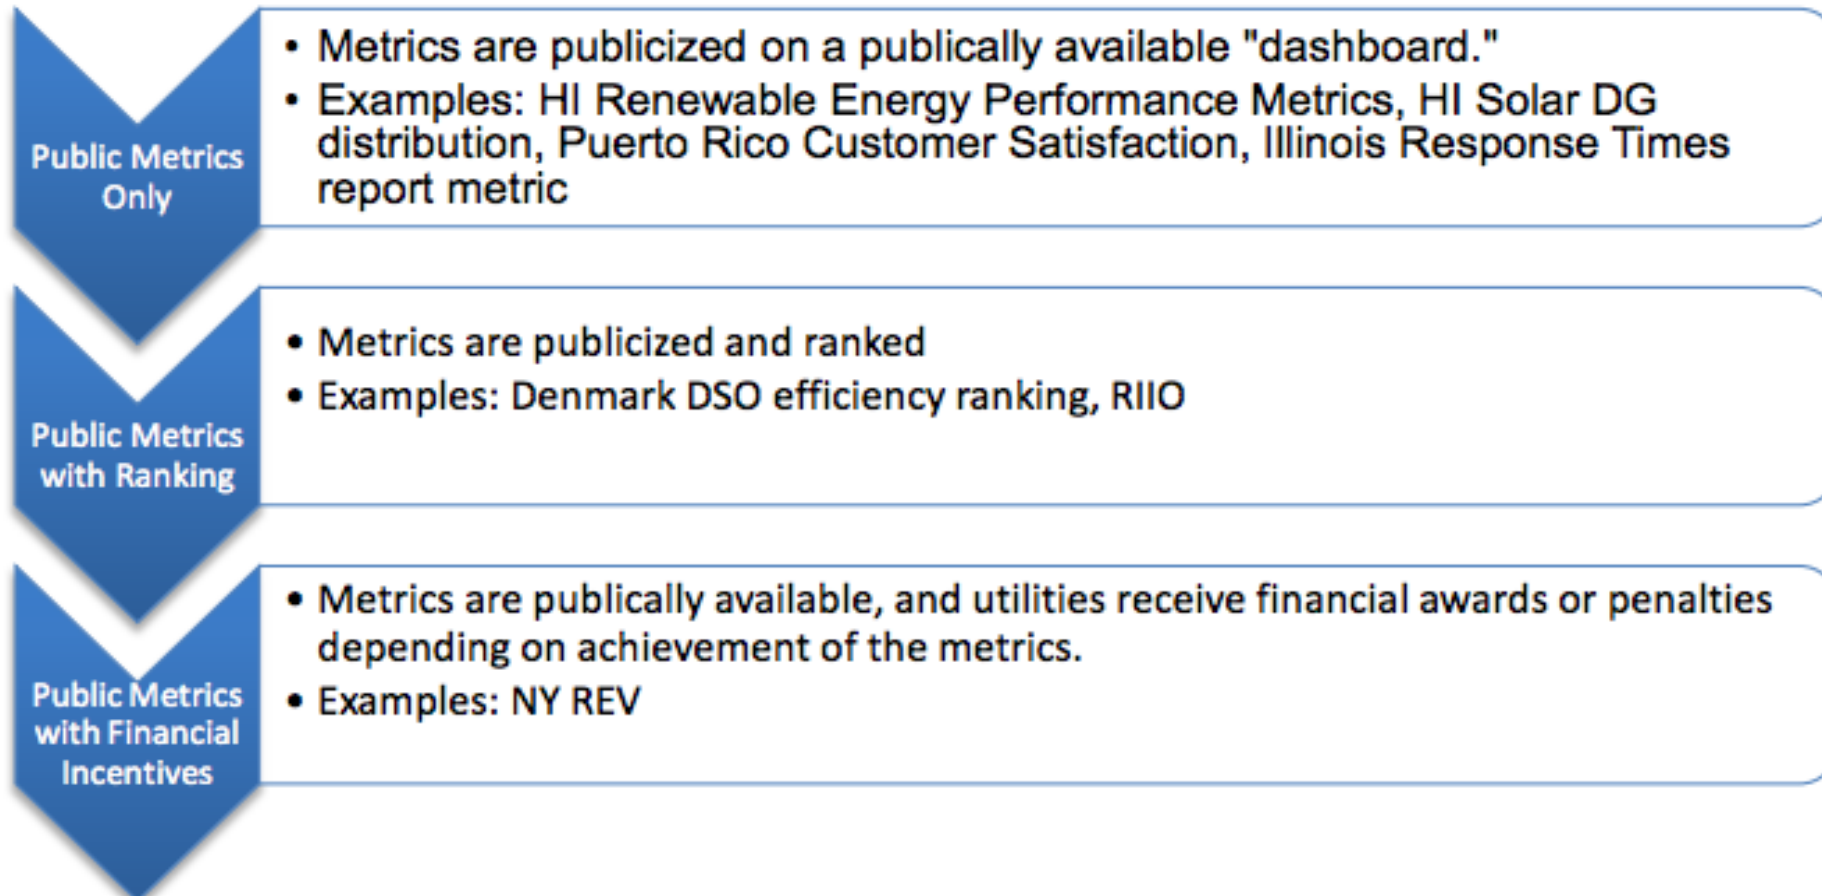 Public Metrics
Only
• Metrics are publicized on a publically available "dashboard."
• Examples: HI Renewable Energy Performance Metrics, HI Solar DG
distribution, Puerto Rico Customer Satisfaction, Illinois Response Times
report metric
Public Metrics
with Ranking
• Metrics are publicized and ranked
• Examples: Denmark DSO efficiency ranking, RIIO
Public Metrics
with Financial
Incentives
• Metrics are publically available, and utilities receive financial awards or penalties
depending on achievement of the metrics.
• Examples: NY REV